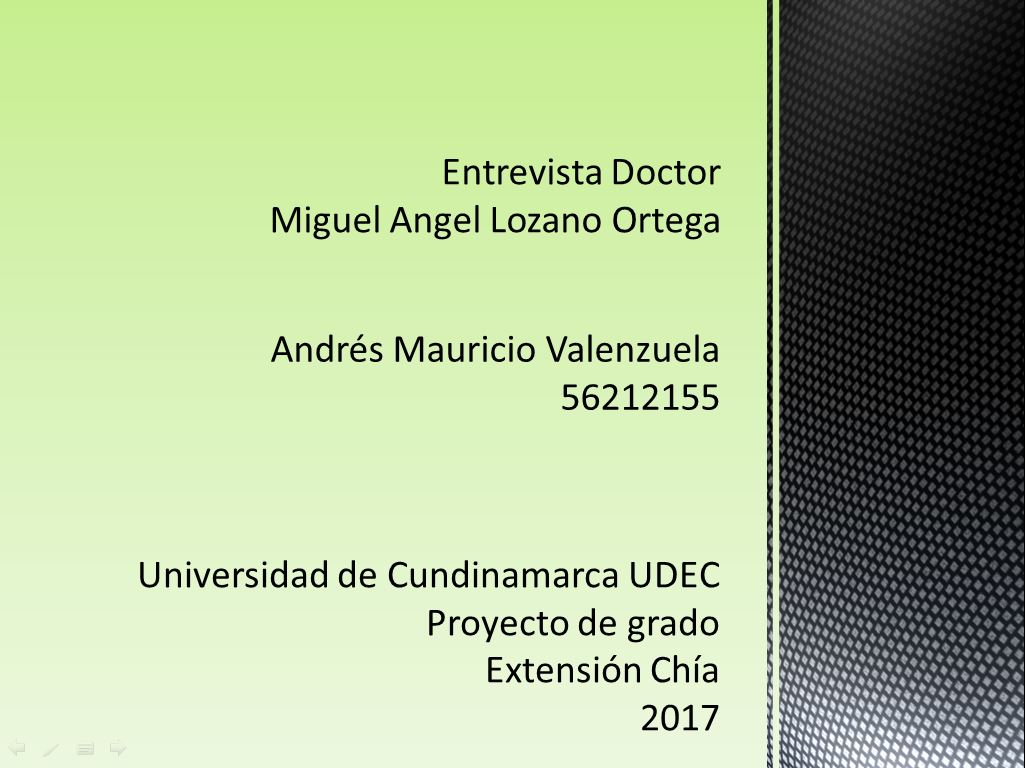 Entrevista Doctor
Miguel Angel Lozano Ortega
Andrés Mauricio Valenzuela
56212155
Universidad de Cundinamarca UDEC
Proyecto de grado
Extensión Chía
2017